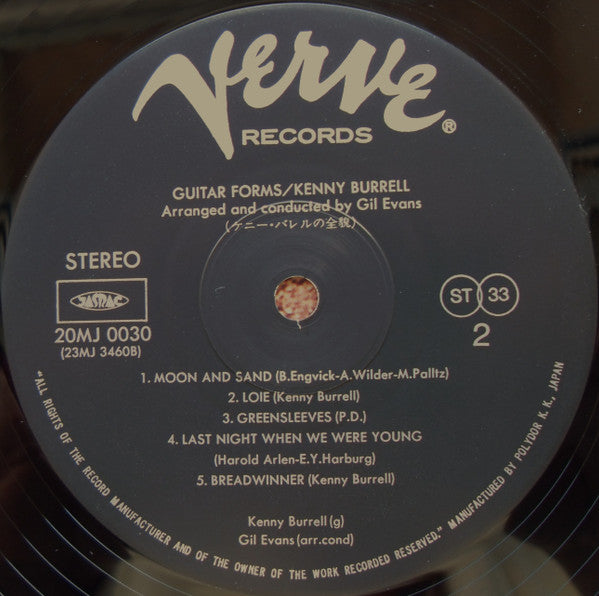 Verve®
RECORDS
GUITAR FORMS/KENNY BURRELL
Arranged and conducted by Gil Evans
(ケニー・バレルの全貌)
STEREO
JASRAC
ST 33
20MJ 0030
(23MJ 3460B)
2
1. MOON AND SAND (B.Engvick-A.Wilder-M.Palltz)
2. LOIE (Kenny Burrell)
3. GREENSLEEVES (P.D.)
4. LAST NIGHT WHEN WE WERE YOUNG
(Harold Arlen-E.Y.Harburg)
5. BREADWINNER (Kenny Burrell)
Kenny Burrell (g)
Gil Evans (arr.cond)
"ALL RIGHTS OF THE RECORD MANUFACTURER AND OF THE OWNER OF THE WORK RECORDED RESERVED." MANUFACTURED BY POLYDOR K. K., JAPAN